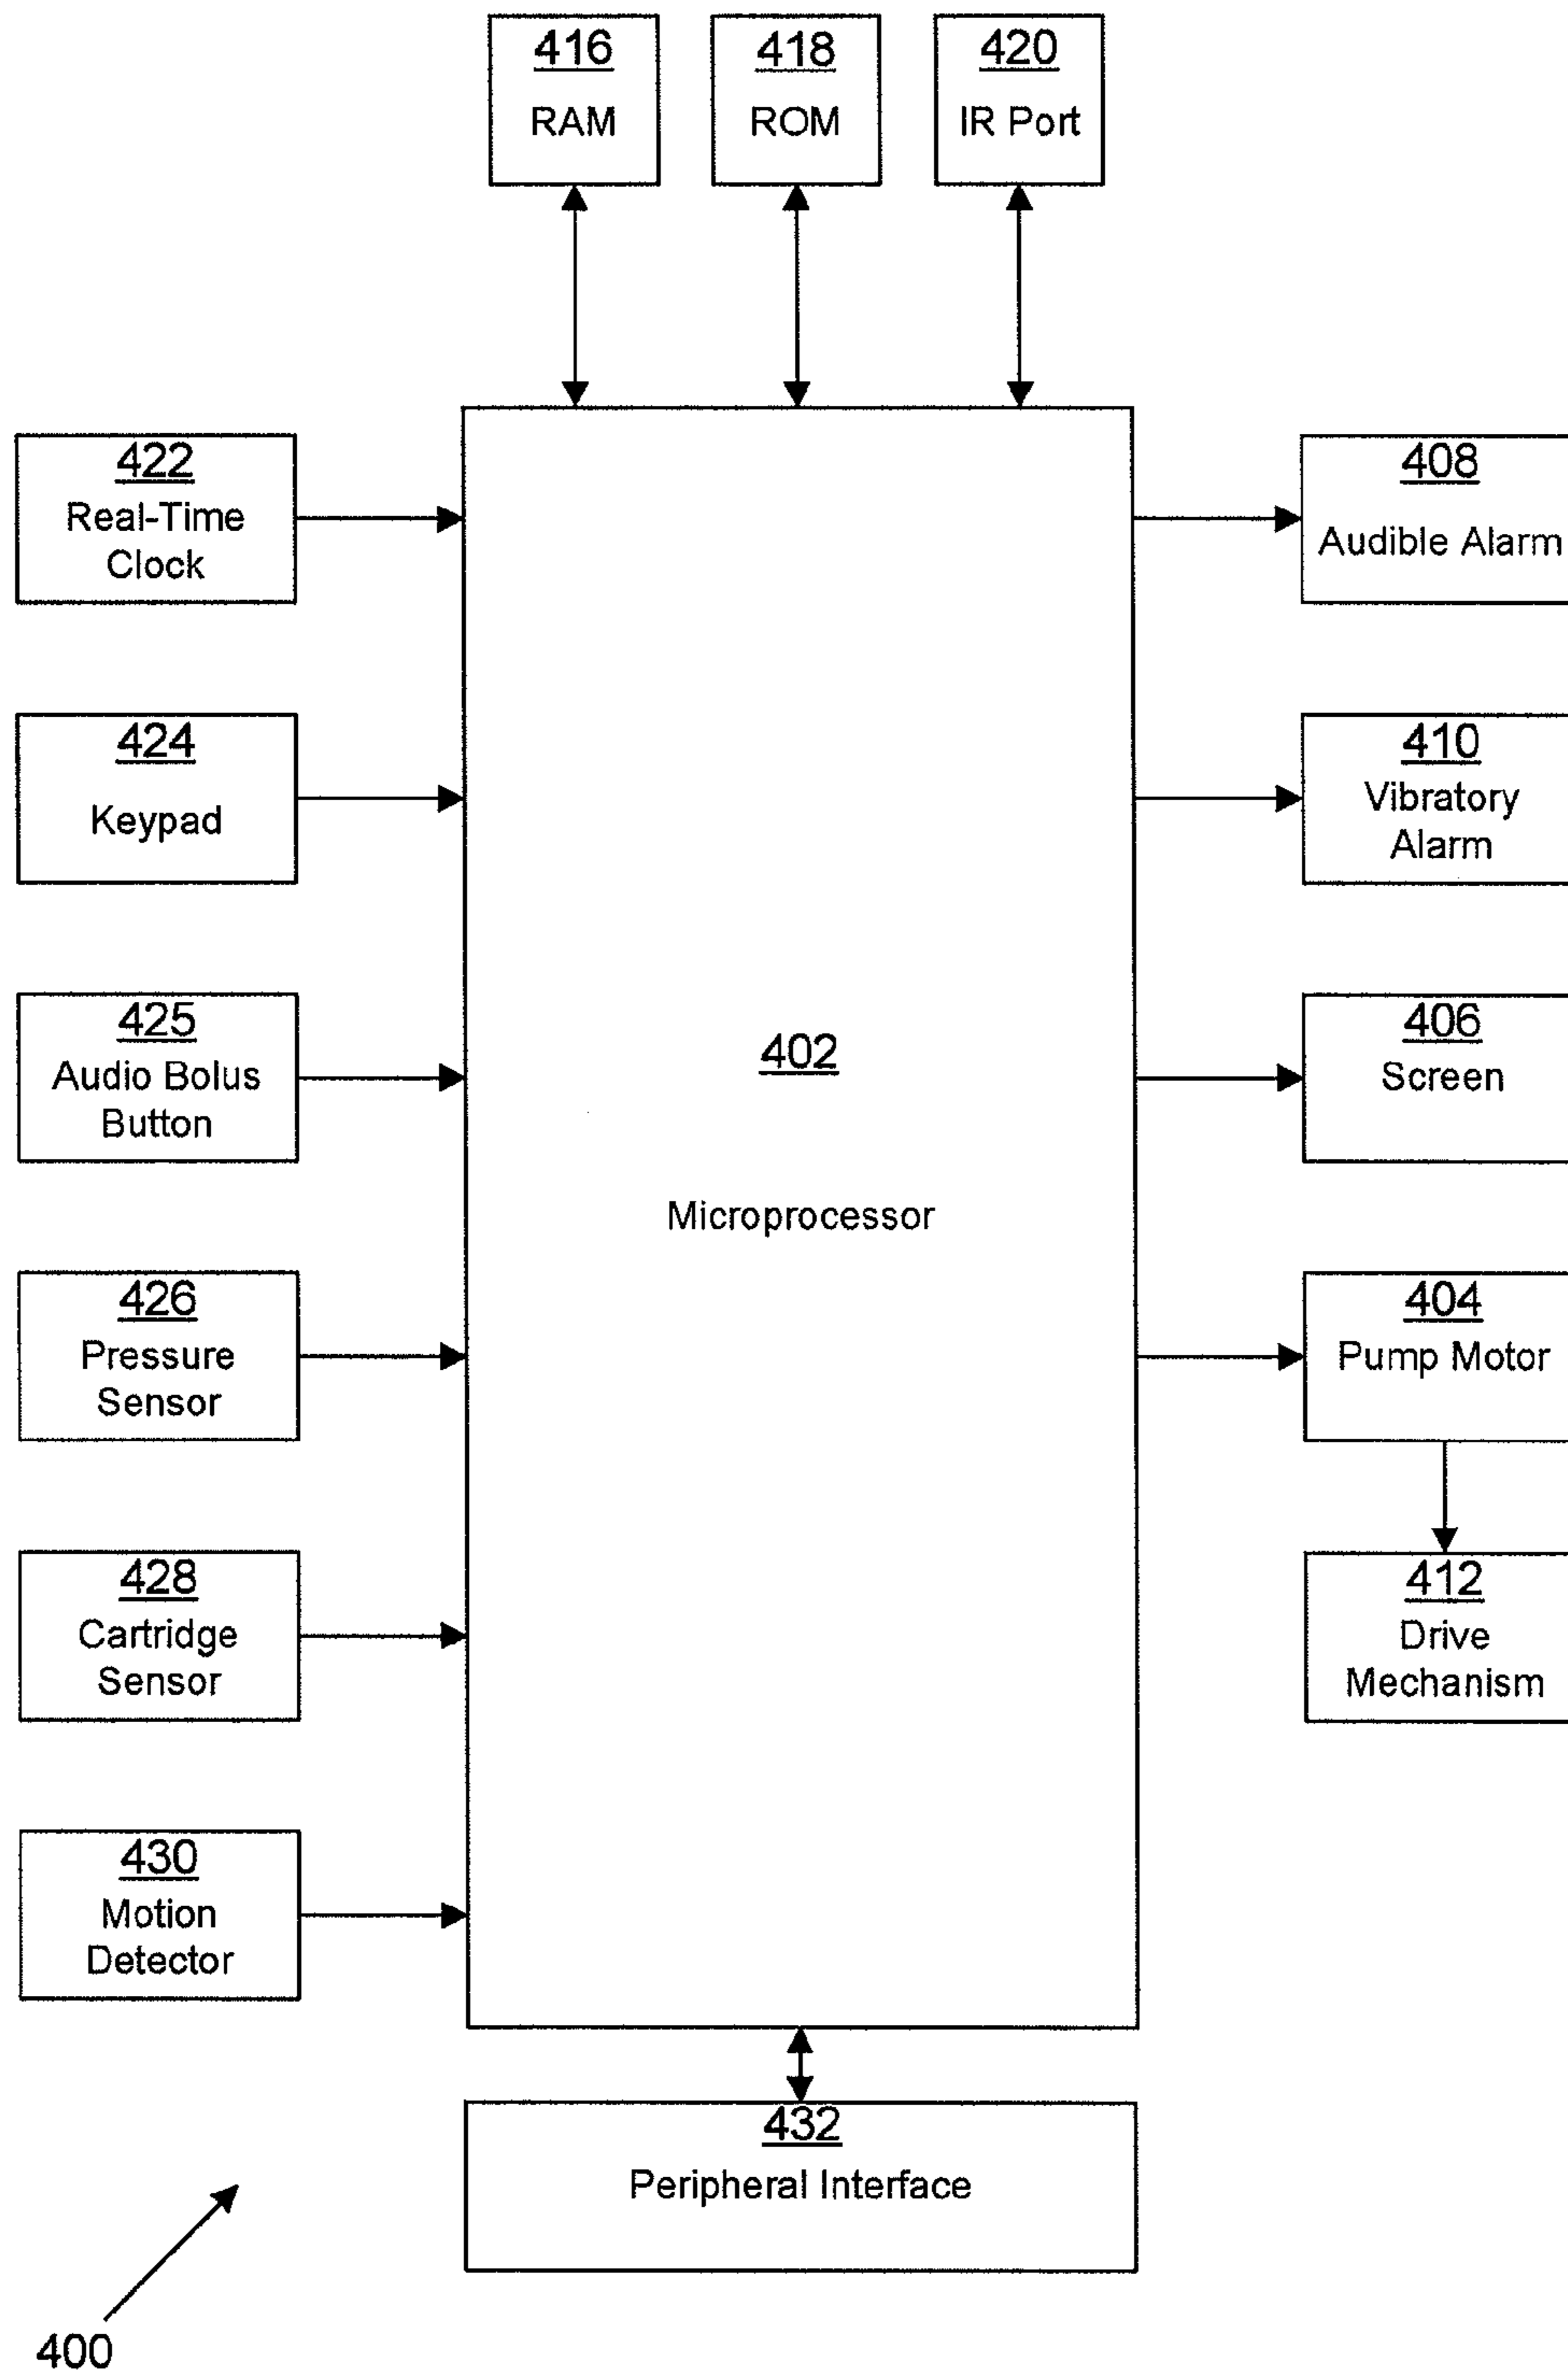 416
RAM
418
ROM
420
IR Port
422
Real-Time
Clock
424
Keypad
425
Audio Bolus
Button
426
Pressure
Sensor
428
Cartridge
Sensor
430
Motion
Detector
402
Microprocessor
408
Audible Alarm
410
Vibratory
Alarm
406
Screen
404
Pump Motor
412
Drive
Mechanism
432
Peripheral Interface
400